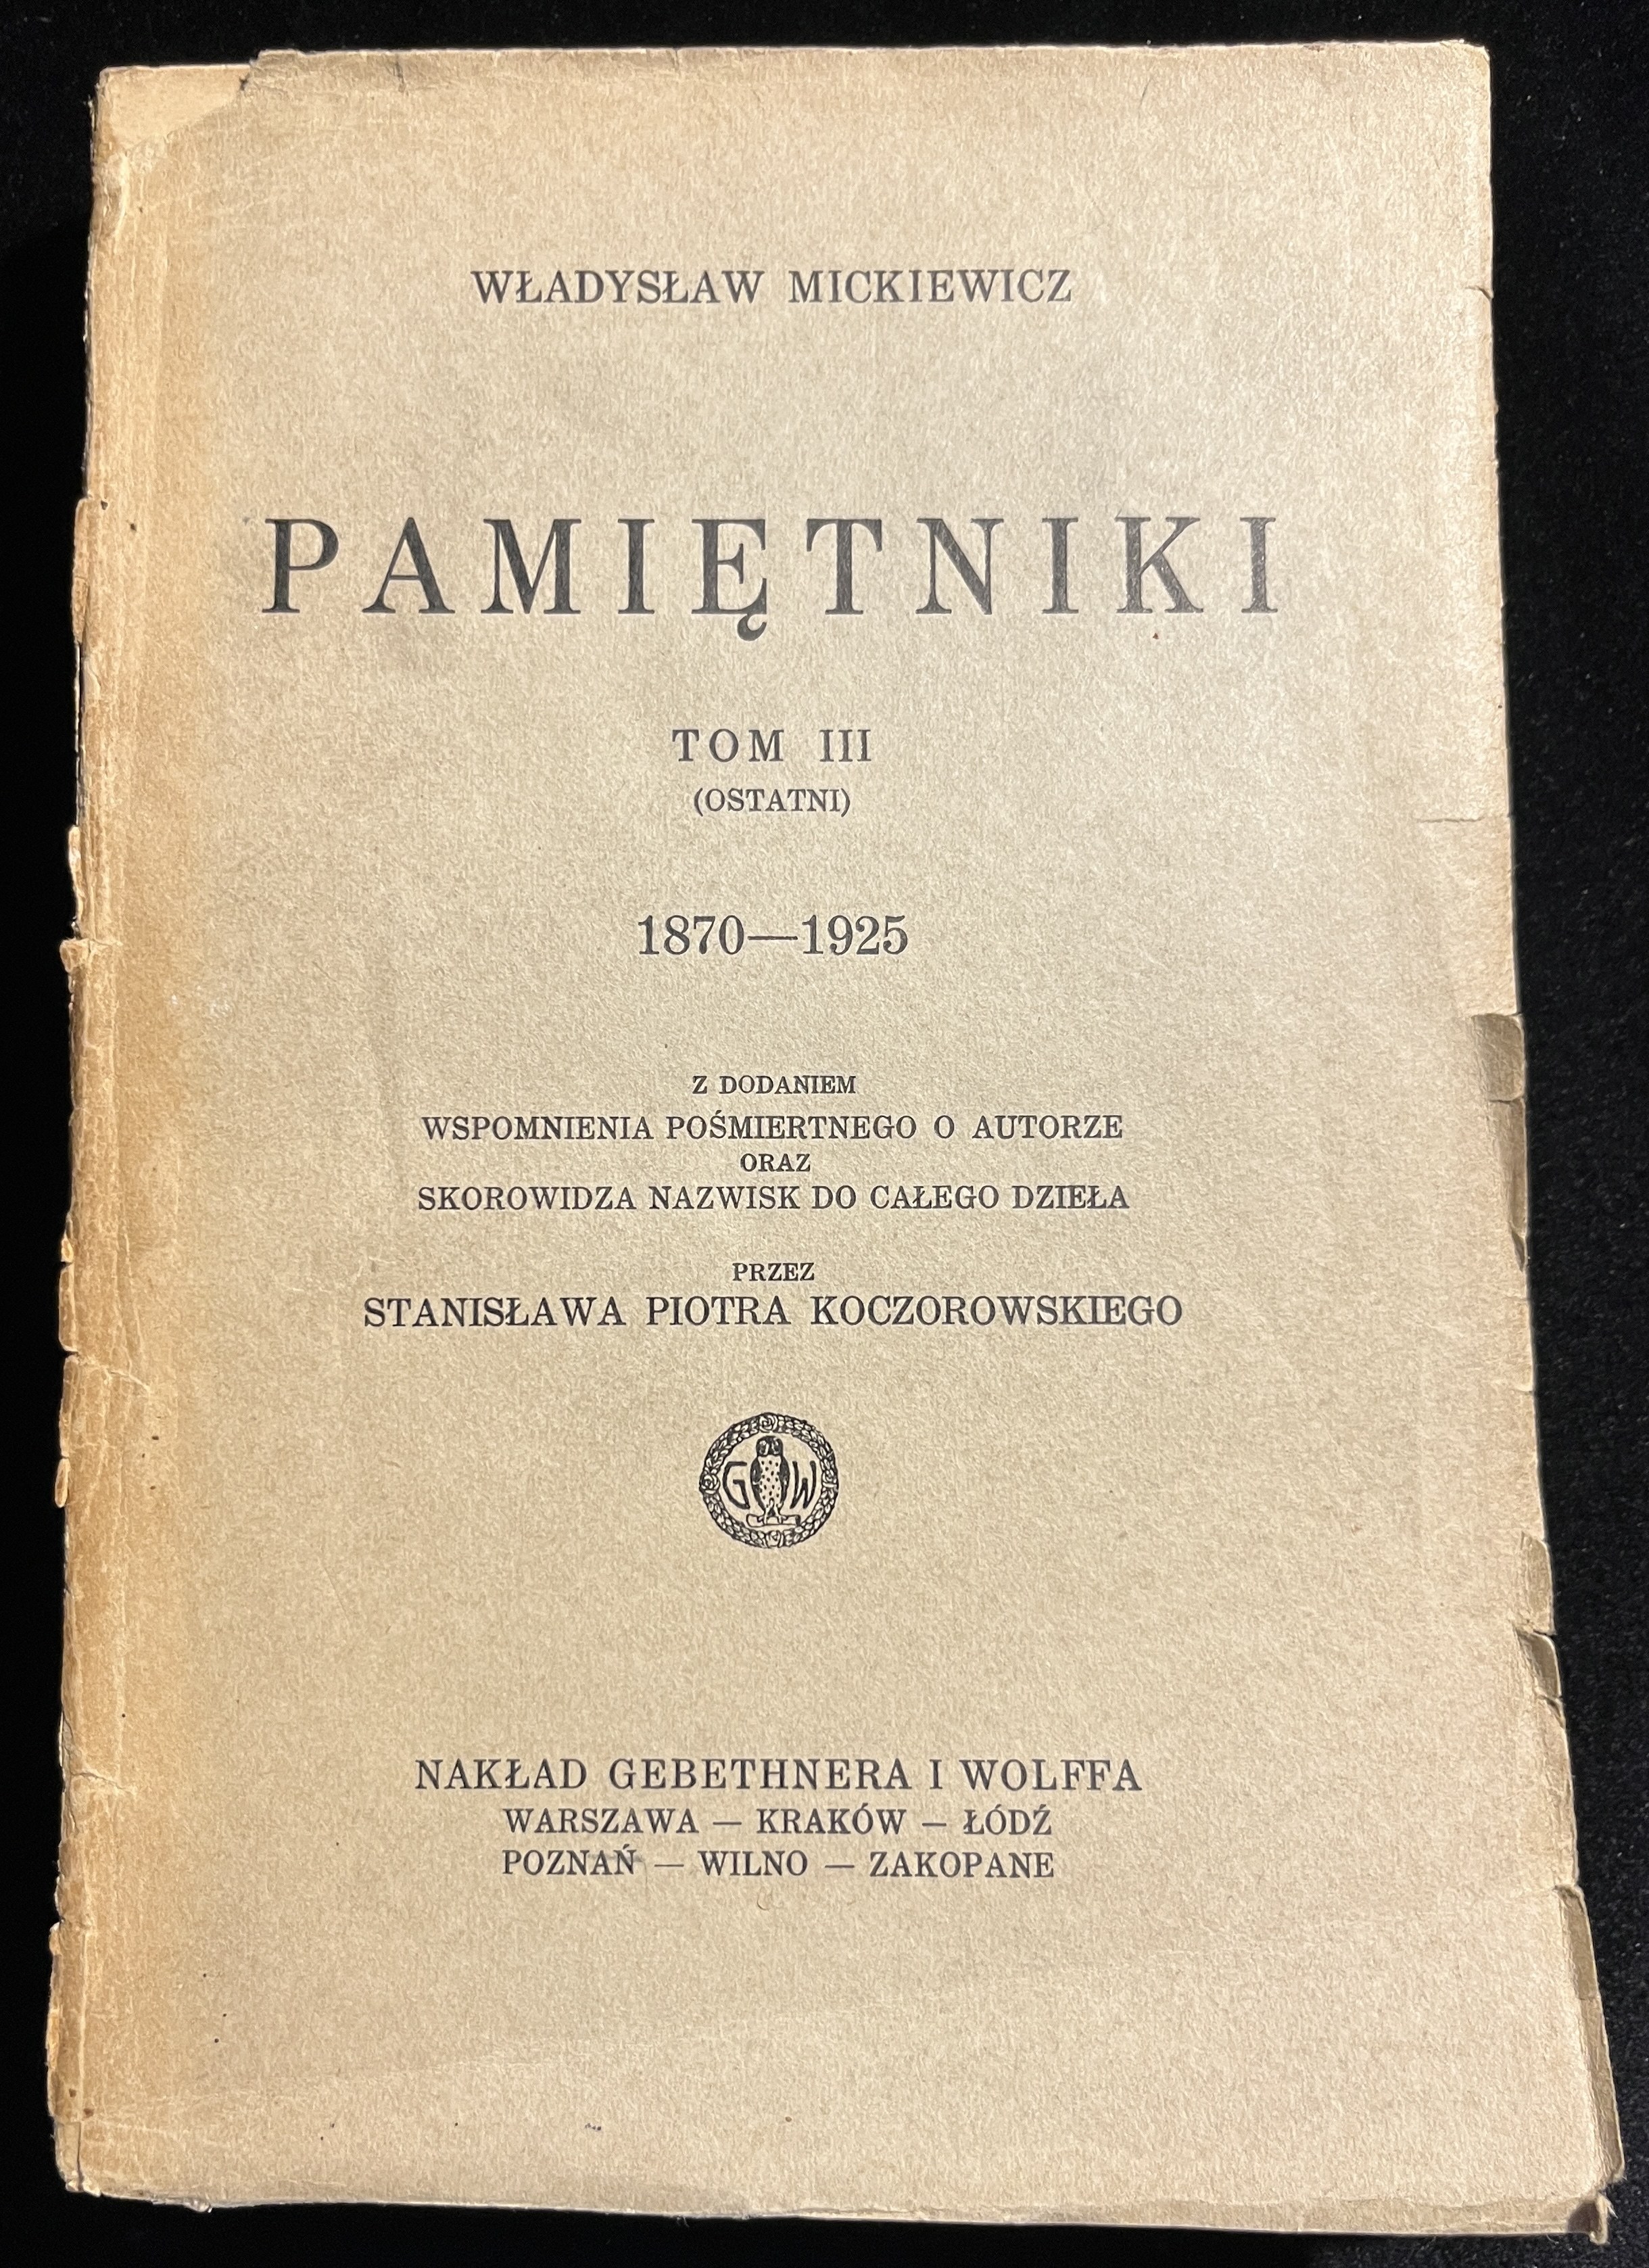 WŁADYSŁAW MICKIEWICZ
PAMIĘTNIKI
TOM III
(OSTATNI)
1870—1925
Z DODANIEM
WSPOMNIENIA POŚMIERTNEGO O AUTORZE
ORAZ
SKOROWIDZA NAZWISK DO CAŁEGO DZIEŁA
PRZEZ
STANISŁAWA PIOTRA KOCZOROWSKIEGO
G W
NAKŁAD GEBETHNERA I WOLFFA
WARSZAWA — KRAKÓW — ŁÓDŹ
POZNAŃ — WILNO — ZAKOPANE